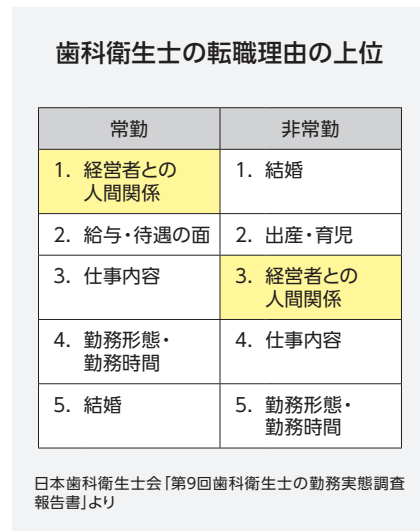 歯科衛生士の転職理由の上位
常勤
非常勤
1. 経営者との
人間関係
1. 結婚
2. 給与・待遇の面
2. 出産・育児
3. 仕事内容
3. 経営者との
人間関係
4. 勤務形態・
勤務時間
4. 仕事内容
5. 結婚
5. 勤務形態・
勤務時間
日本歯科衛生士会「第9回歯科衛生士の勤務実態調査
報告書」より